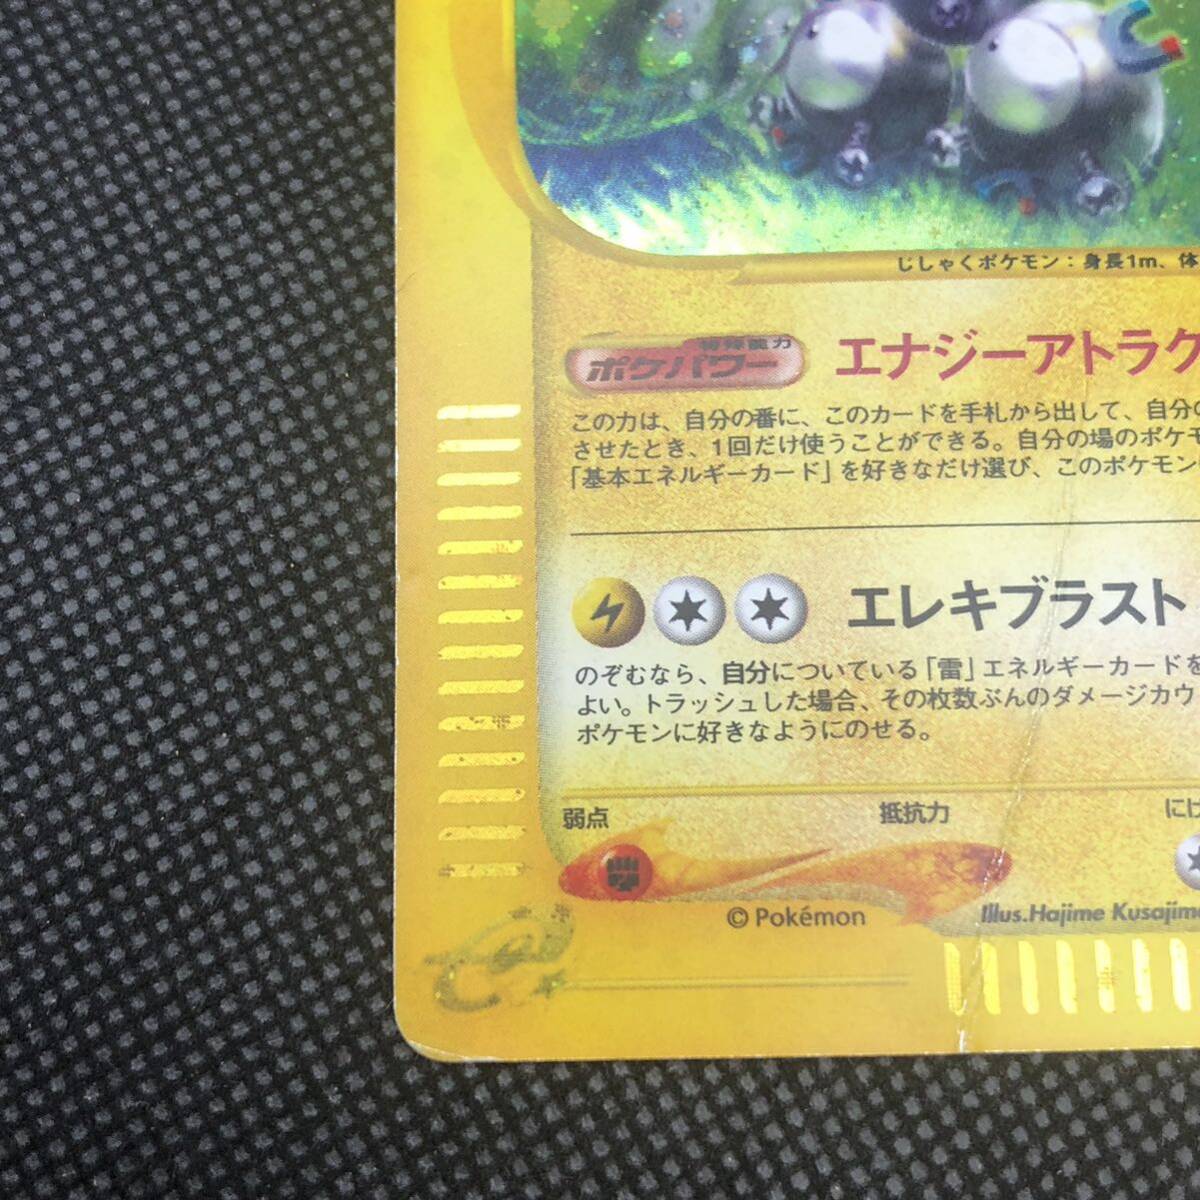 じしゃくポケモン：身長1m、体
特殊能力
ポケパワー エナジーアトラク
この力は、自分の番に、このカードを手札から出して、自分の
させたとき、1回だけ使うことができる。自分の場のポケモ
「基本エネルギーカード」を好きなだけ選び、このポケモン
エレキブラスト
のぞむなら、自分についている「雷」エネルギーカードを
よい。トラッシュした場合、その枚数ぶんのダメージカウ
ポケモンに好きなようにのせる。
弱点 抵抗力 にげ
© Pokémon Illus.Hajime Kusajima